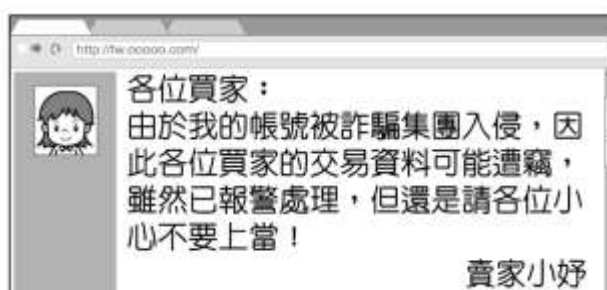 http://tw.ooooo.com/
各位買家：
由於我的帳號被詐騙集團入侵，因
此各位買家的交易資料可能遭竊，
雖然已報警處理，但還是請各位小
心不要上當！
賣家小妤